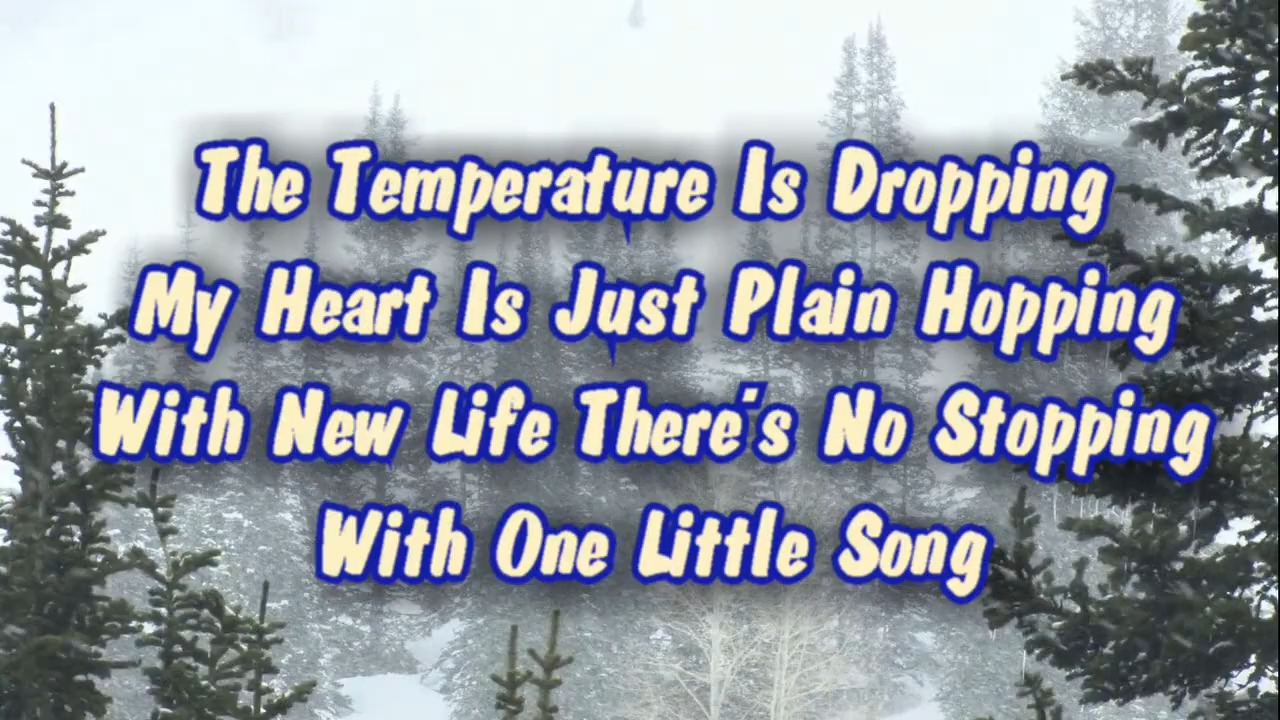 The Temperature Is Dropping
My Heart Is Just Plain Hopping
With New Life There's No Stopping
With One Little Song